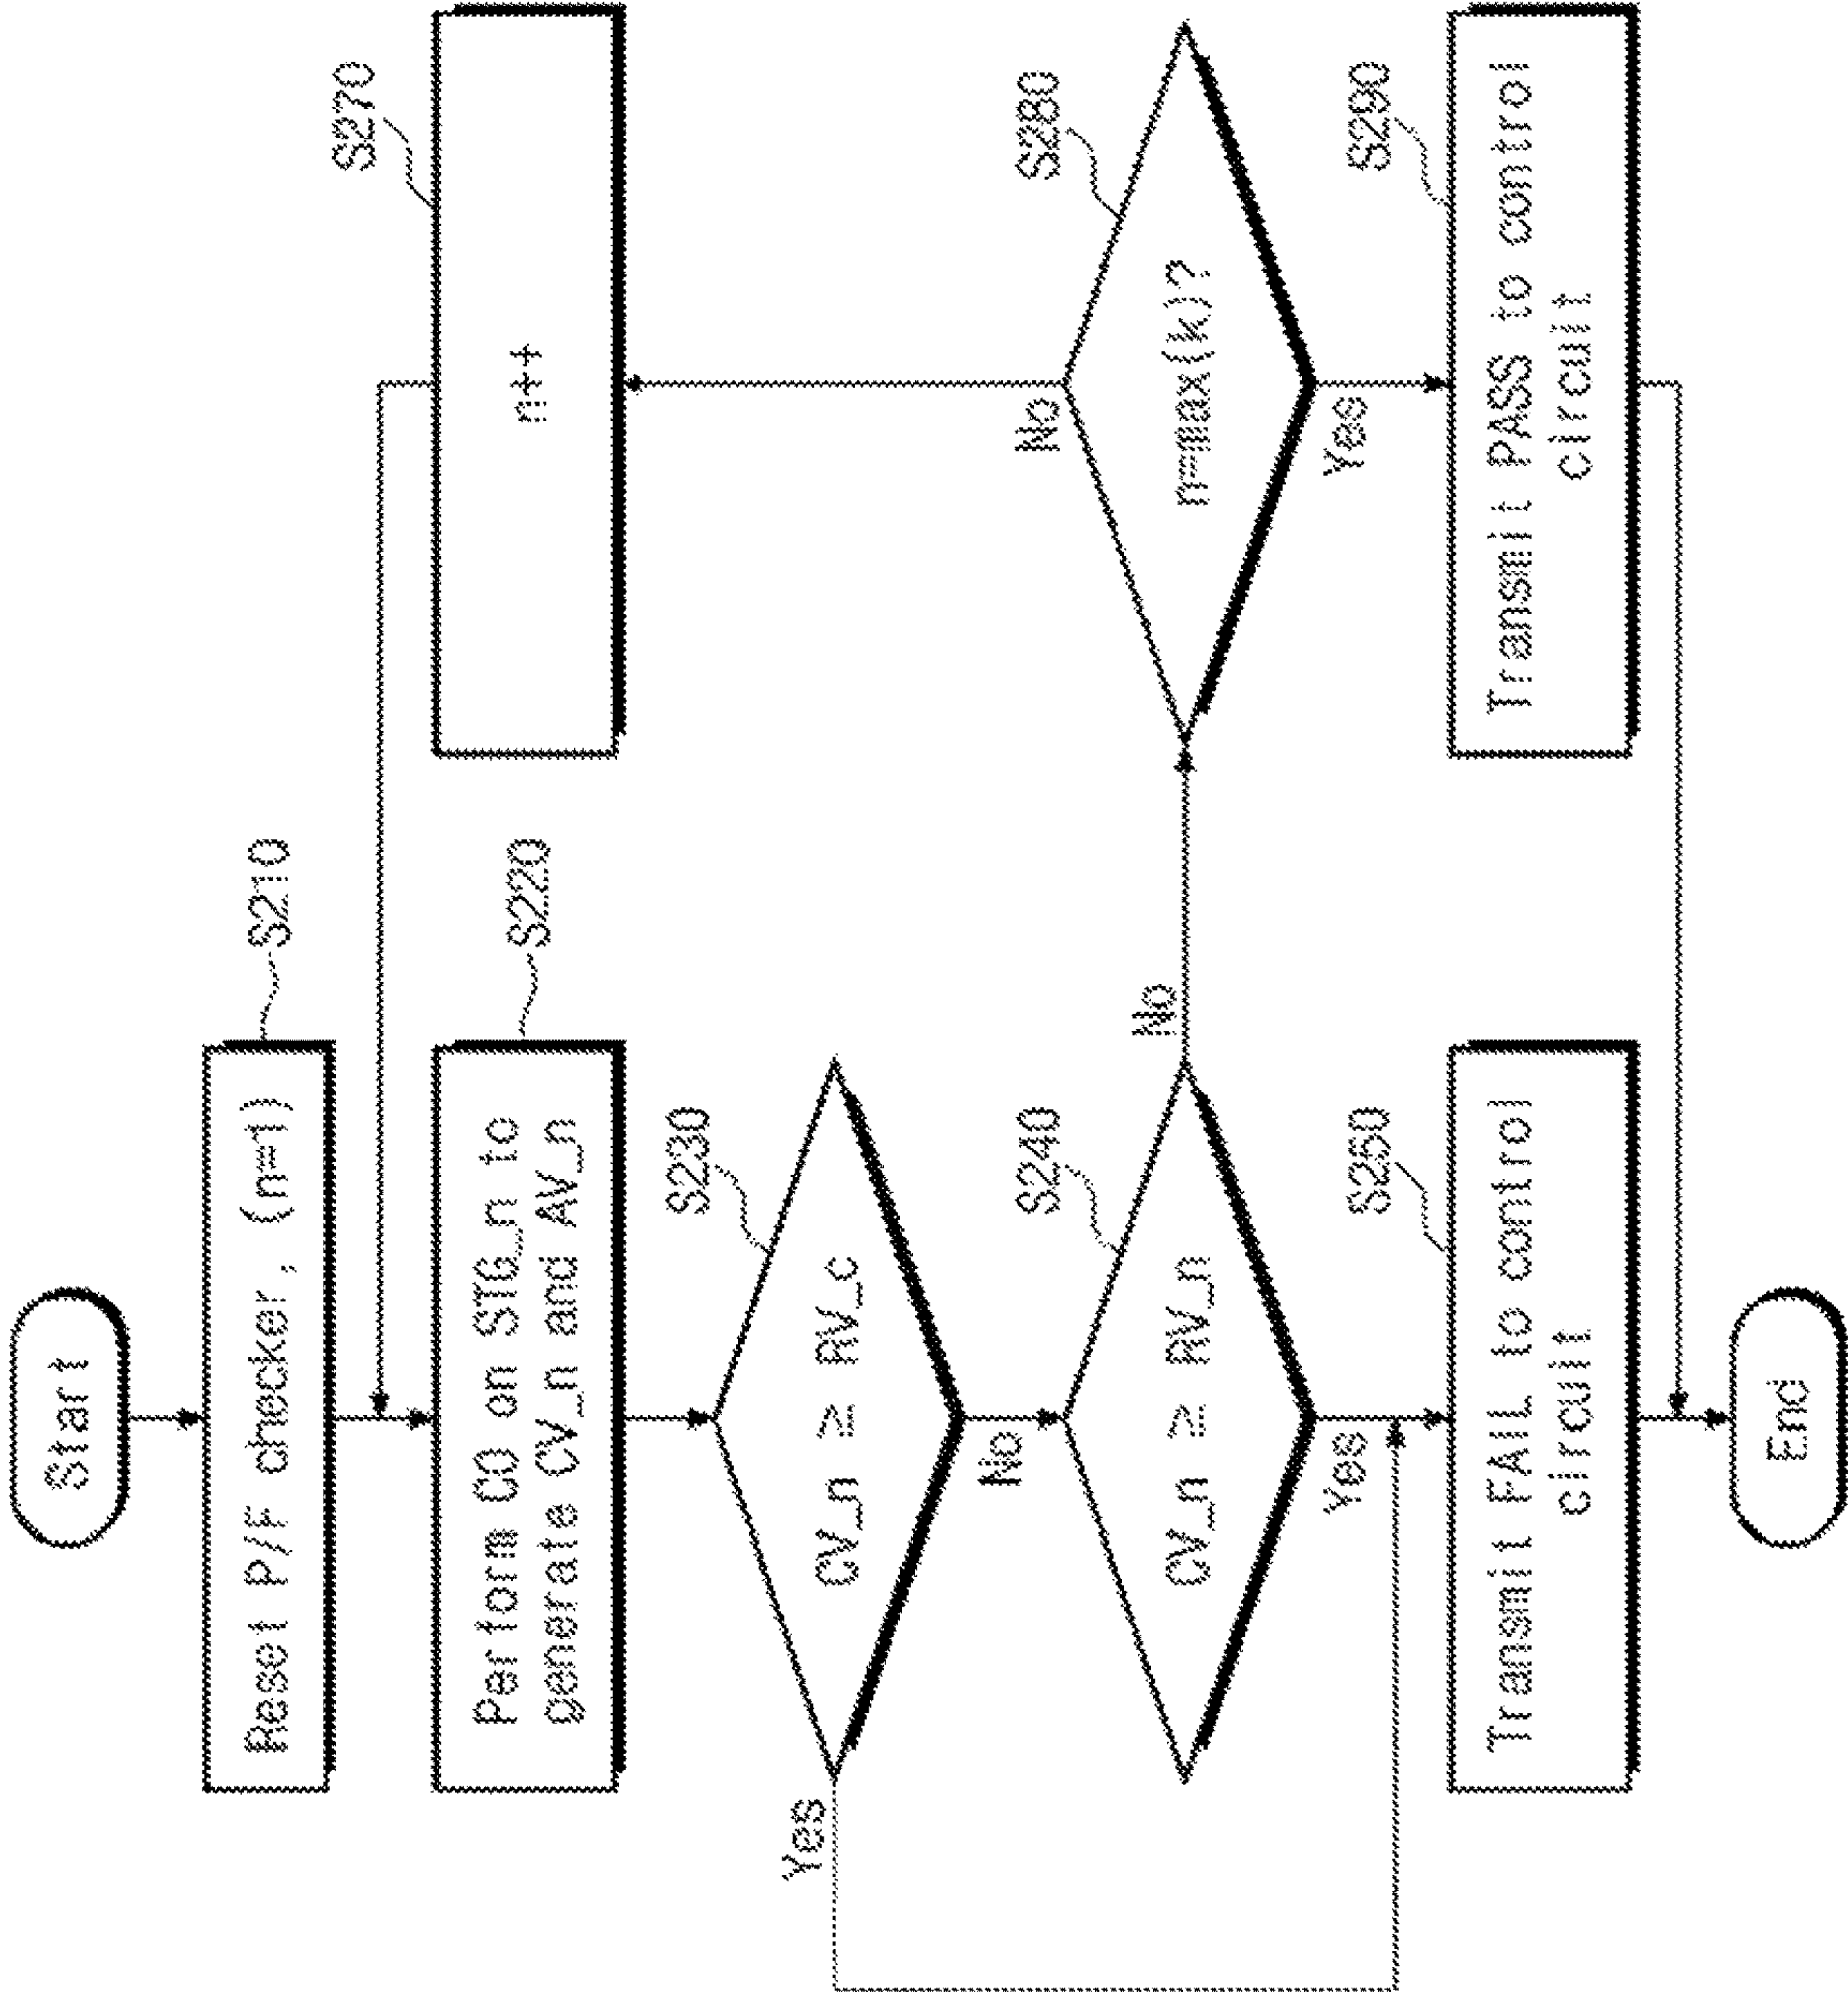 Start
Reset P/F checker, (n=1)
S210
Perform CO on STG_n to
generate CV_n and AV_n
S220
CV_n ≥ RV_c
S230
Yes
No
CV_n ≥ RV_n
S240
No
Yes
Transmit FAIL to control
circuit
S250
n++
S270
n=max(k)?
S280
No
Yes
Transmit PASS to control
circuit
S290
End